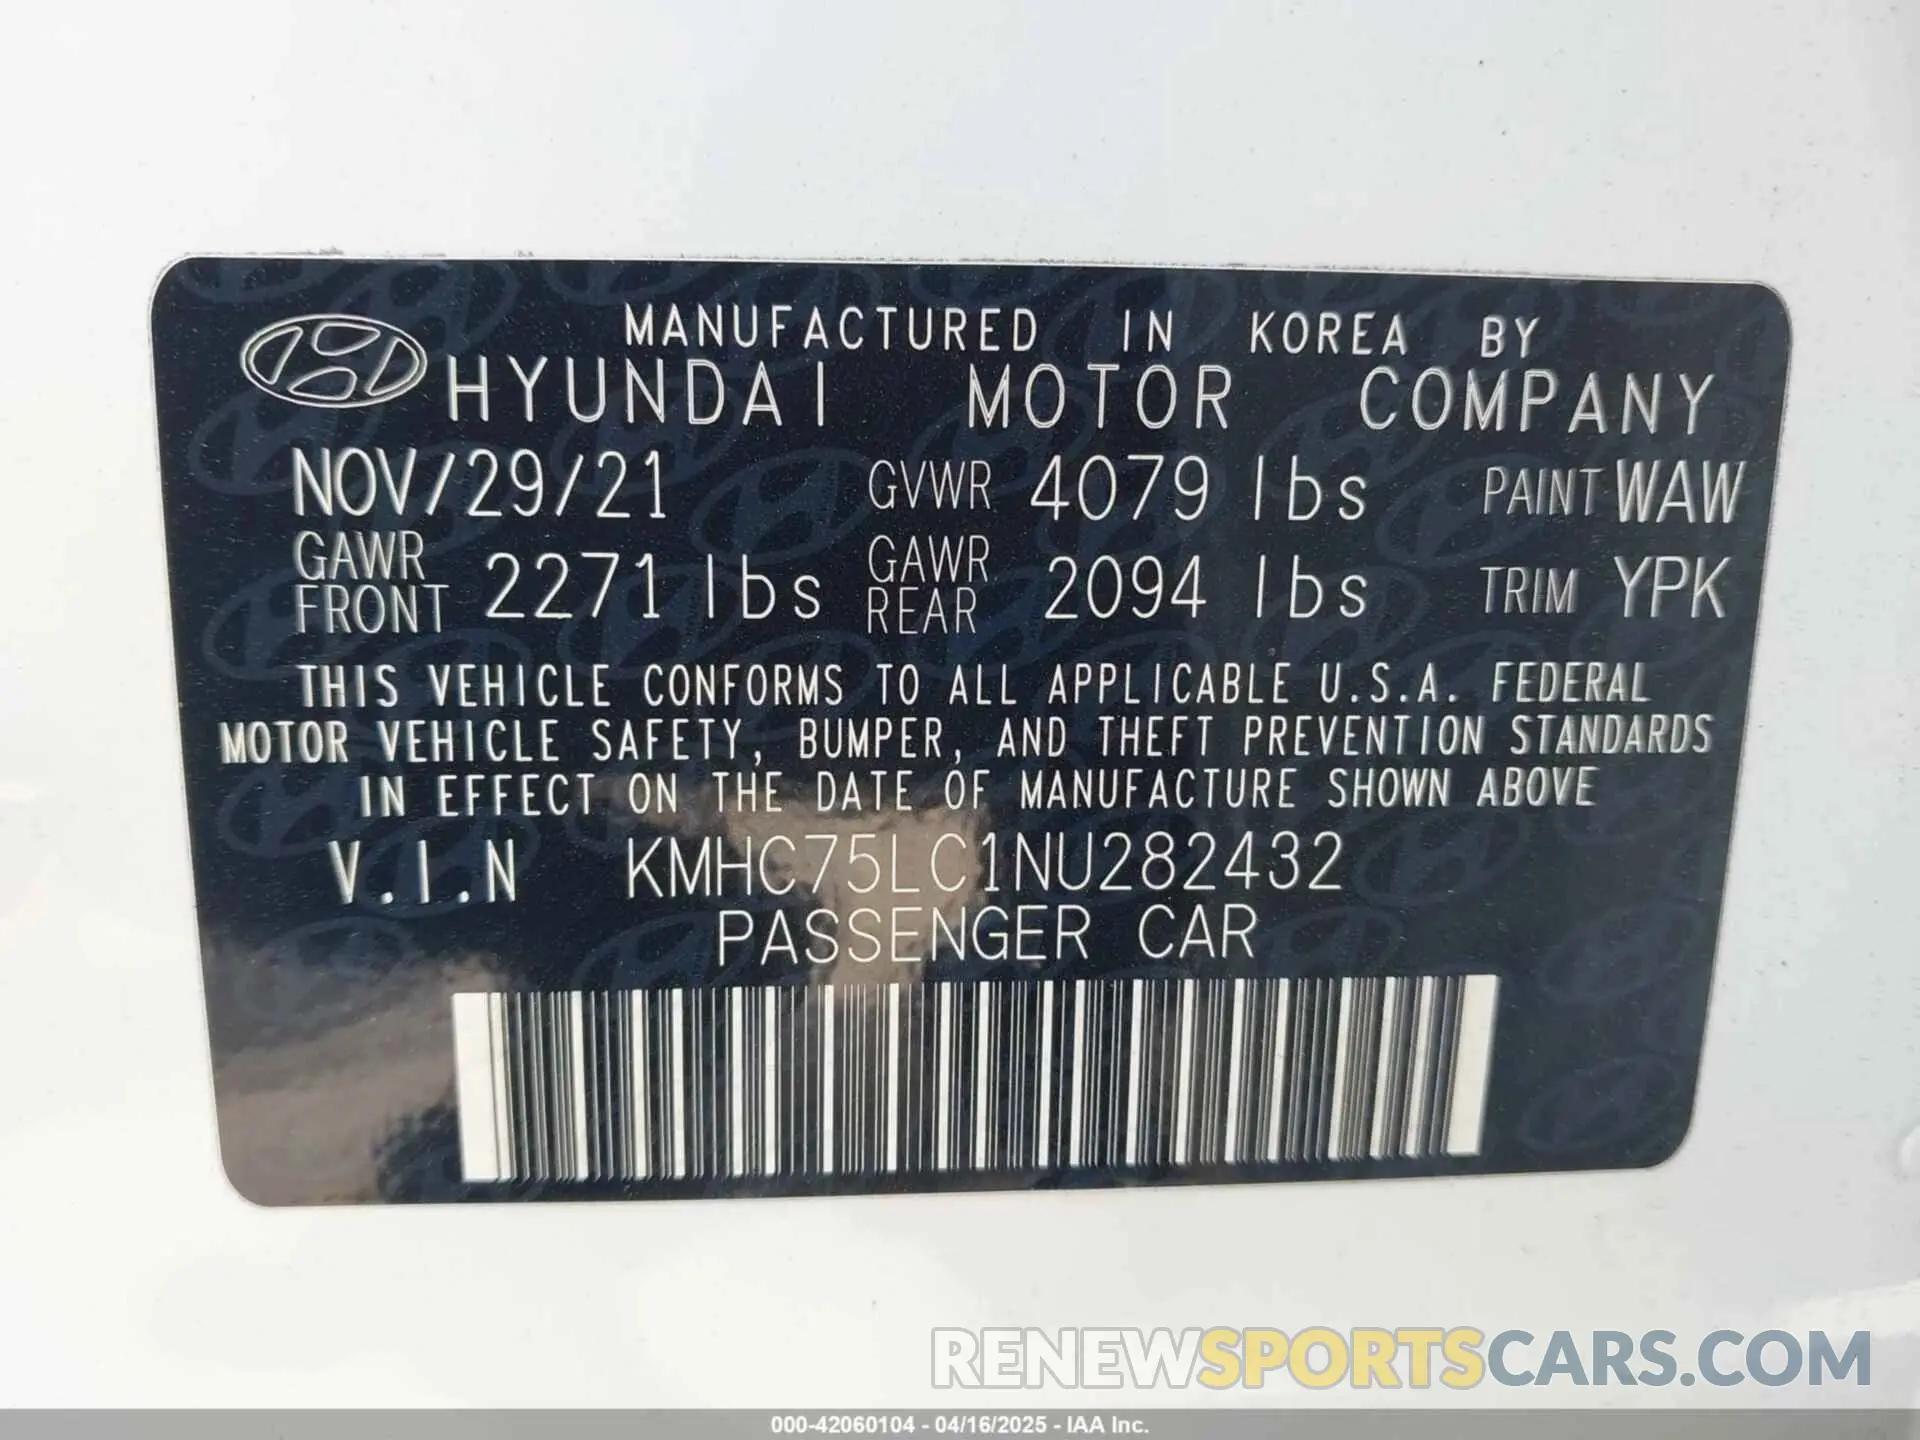 MANUFACTURED IN KOREA BY
HYUNDAI MOTOR COMPANY
NOV/29/21 GVWR 4079 lbs PAINT WAW
GAWR FRONT 2271 lbs GAWR REAR 2094 lbs TRIM YPK
THIS VEHICLE CONFORMS TO ALL APPLICABLE U.S.A. FEDERAL
MOTOR VEHICLE SAFETY, BUMPER, AND THEFT PREVENTION STANDARDS
IN EFFECT ON THE DATE OF MANUFACTURE SHOWN ABOVE
V.I.N KMHC75LC1NU282432
PASSENGER CAR
RENEWSPORTSCARS.COM
000-42060104 - 04/16/2025 - IAA Inc.